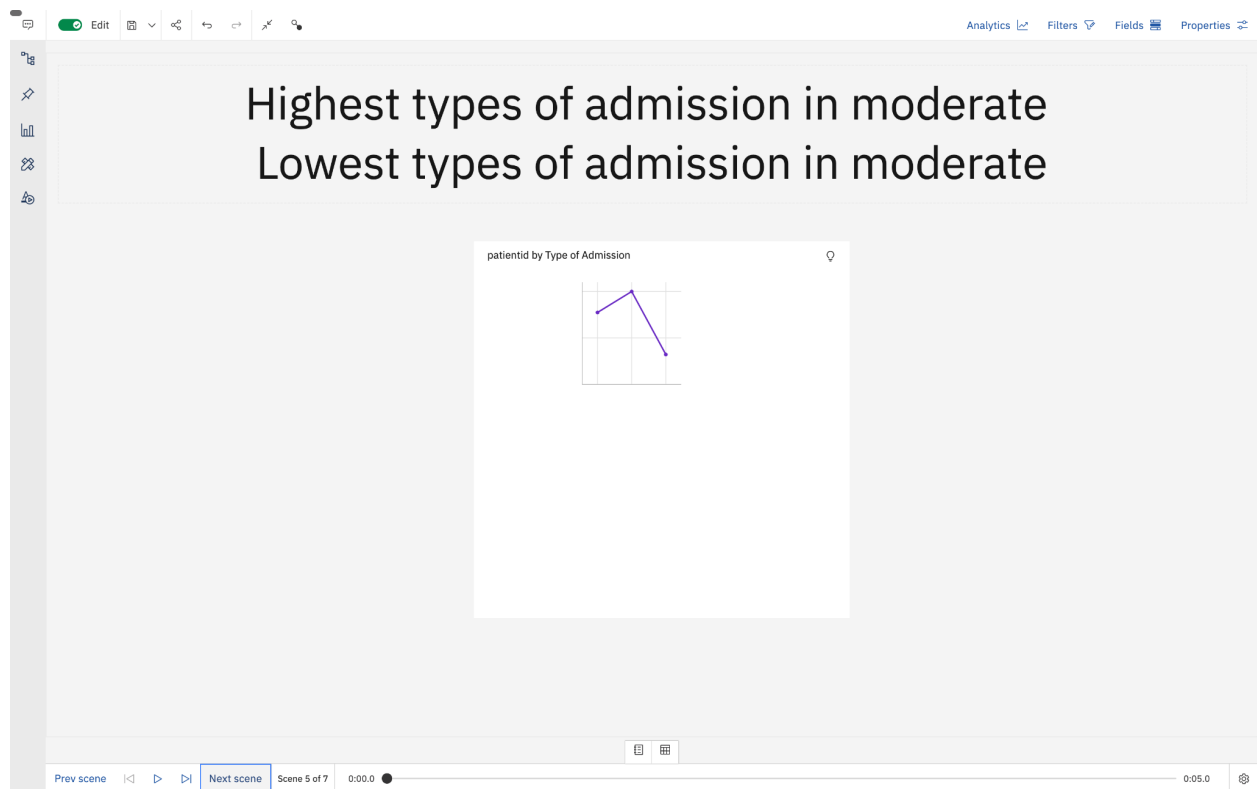 Edit
Analytics
Filters
Fields
Properties
Highest types of admission in moderate
Lowest types of admission in moderate
patientid by Type of Admission
Prev scene
Next scene
Scene 5 of 7
0:00.0
0:05.0